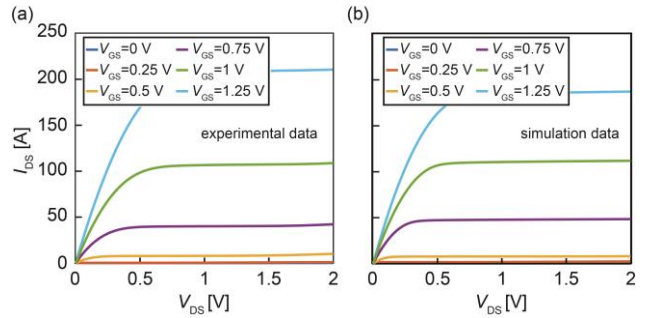 (a)
250
200
150
100
50
0
I_DS [A]
V_GS=0 V
V_GS=0.25 V
V_GS=0.5 V
V_GS=0.75 V
V_GS=1 V
V_GS=1.25 V
experimental data
0 0.5 1 1.5 2
V_DS [V]
(b)
V_GS=0 V
V_GS=0.25 V
V_GS=0.5 V
V_GS=0.75 V
V_GS=1 V
V_GS=1.25 V
simulation data
0 0.5 1 1.5 2
V_DS [V]